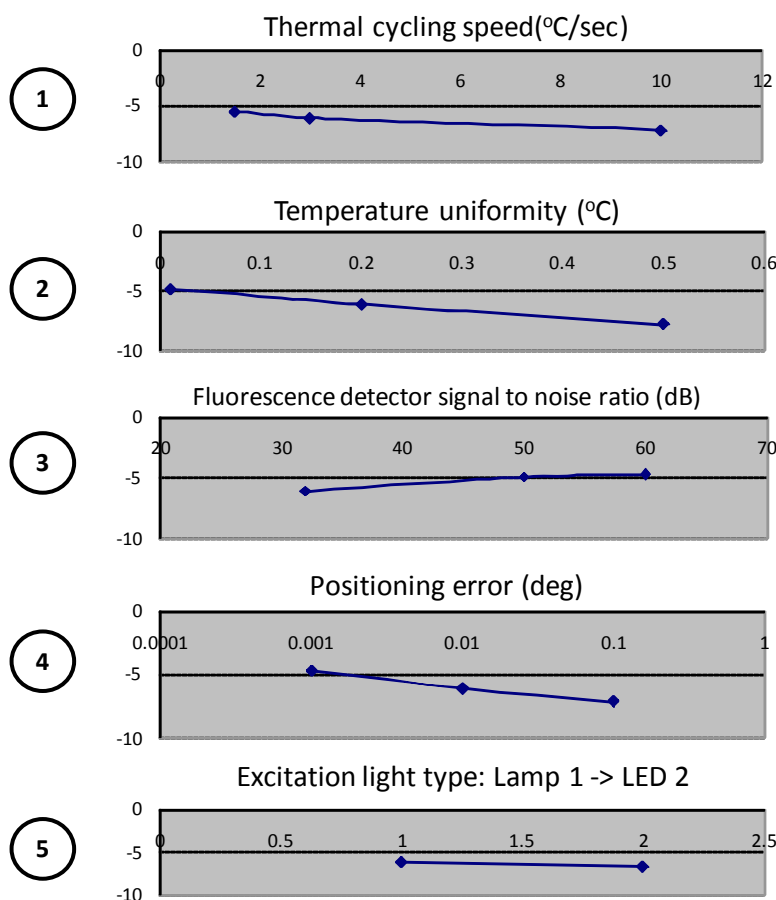 Thermal cycling speed(°C/sec)
0
0 2 4 6 8 10 12
1
-5
-10
Temperature uniformity (°C)
0
0 0.1 0.2 0.3 0.4 0.5 0.6
2
-5
-10
Fluorescence detector signal to noise ratio (dB)
0
20 30 40 50 60 70
3
-5
-10
Positioning error (deg)
0
0.0001 0.001 0.01 0.1 1
4
-5
-10
Excitation light type: Lamp 1 -> LED 2
0
0 0.5 1 1.5 2 2.5
5
-5
-10